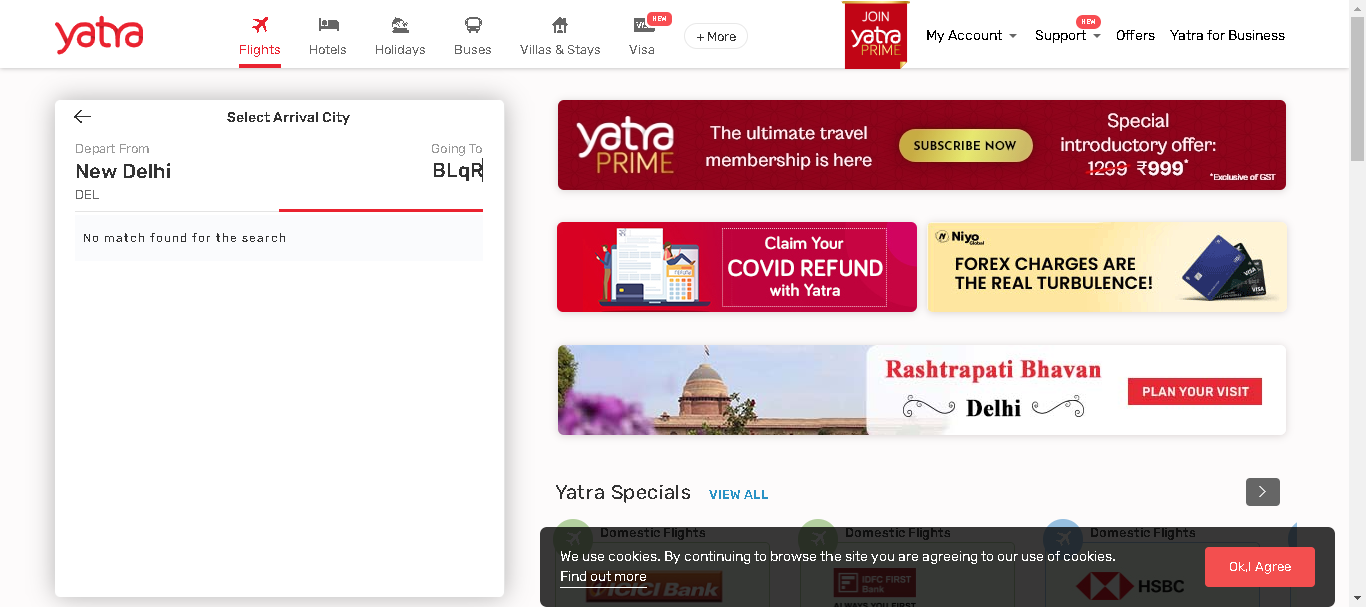 yatra
Flights
Hotels
Holidays
Buses
Villas & Stays
Visa
NEW
+ More
JOIN
yatra
PRIME
My Account
Support
NEW
Offers
Yatra for Business
Select Arrival City
Depart From
Going To
New Delhi
BLqR
DEL
No match found for the search
yatra
PRIME
The ultimate travel
membership is here
SUBSCRIBE NOW
Special
introductory offer:
1299 ₹999*
*Exclusive of GST
Claim Your
COVID REFUND
with Yatra
REFUND
Niyo
Global
FOREX CHARGES ARE
THE REAL TURBULENCE!
VISA
VISA
Rashtrapati Bhavan
Delhi
PLAN YOUR VISIT
Yatra Specials
VIEW ALL
Domestic Flights
Domestic Flights
Domestic Flights
We use cookies. By continuing to browse the site you are agreeing to our use of cookies.
Find out more
Ok,I Agree
ICICI Bank
IDFC FIRST
Bank
ALWAYS YOU FIRST
HSBC